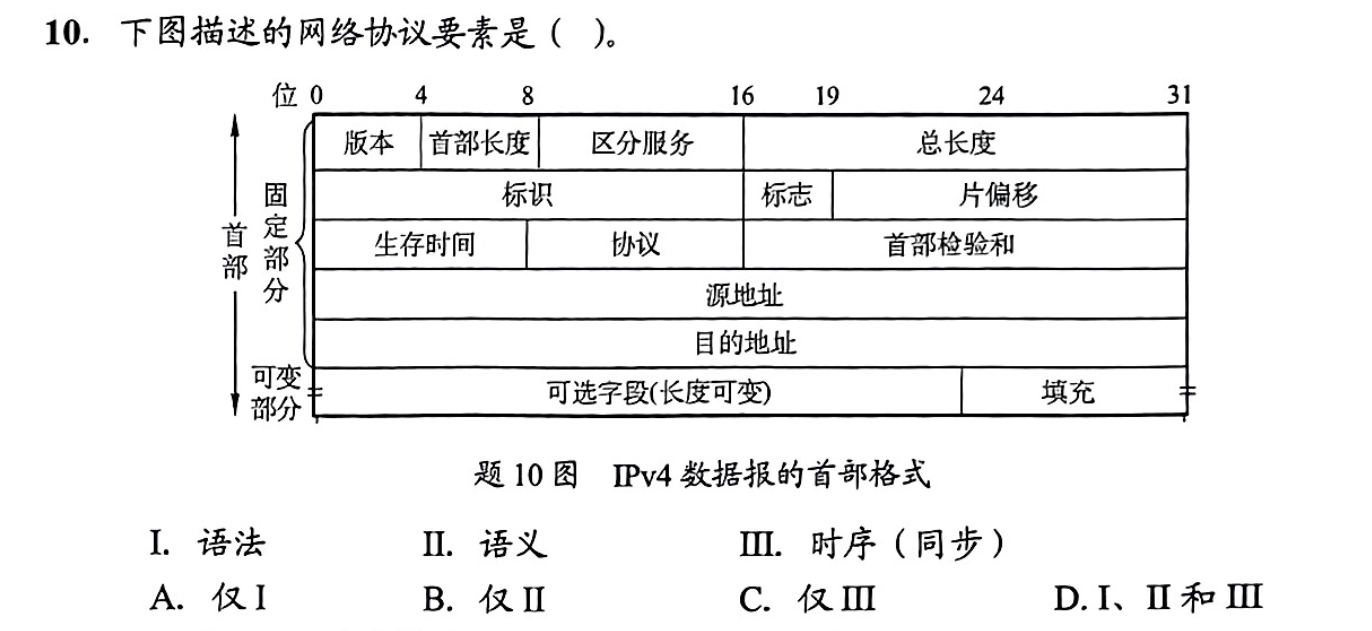 10. 下图描述的网络协议要素是（ ）。
位 0 4 8 16 19 24 31
版本 首部长度 区分服务 总长度
标识 标志 片偏移
生存时间 协议 首部检验和
源地址
目的地址
可选字段(长度可变) 填充
首部
固定部分
可变部分
题 10 图 IPv4 数据报的首部格式
I. 语法 II. 语义 III. 时序（同步）
A. 仅 I B. 仅 II C. 仅 III D. I、II 和 III